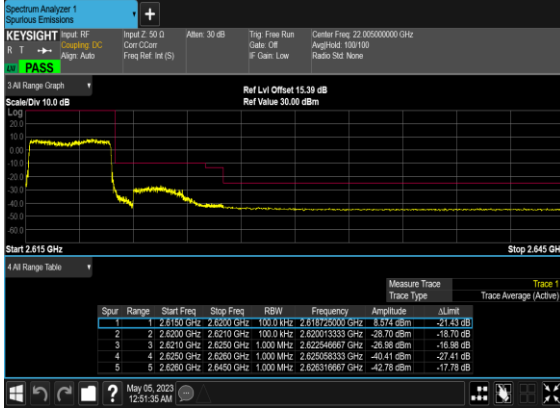 Spectrum Analyzer 1
Spurious Emissions
+
KEYSIGHT Input: RF Input Z: 50 Ω Atten: 30 dB Trig: Free Run Center Freq: 22.005000000 GHz
R T Coupling: DC Corr CCorr Gate: Off Avg|Hold: 100/100
Align: Auto Freq Ref: Int (S) IF Gain: Low Radio Std: None
PASS
3.All Range Graph
Ref Lvl Offset 15.39 dB
Scale/Div 10.0 dB Ref Value 30.00 dBm
Log
20.0
10.0
0.00
-10.0
-20.0
-30.0
-40.0
-50.0
-60.0
Start 2.615 GHz Stop 2.645 GH
4.All Range Table
Measure Trace Trace 1
Trace Type Trace Average (Active)
Spur Range Start Freq Stop Freq RBW Frequency Amplitude ΔLimit
1 1 2.6150 GHz 2.6200 GHz 100.0 kHz 2.618725000 GHz 8.574 dBm -21.43 dB
2 2 2.6200 GHz 2.6210 GHz 100.0 kHz 2.620013333 GHz -28.70 dBm -18.70 dB
3 3 2.6210 GHz 2.6250 GHz 1.000 MHz 2.622546667 GHz -26.98 dBm -16.98 dB
4 4 2.6250 GHz 2.6260 GHz 1.000 MHz 2.625058333 GHz -40.41 dBm -27.41 dB
5 5 2.6260 GHz 2.6450 GHz 1.000 MHz 2.626316667 GHz -42.78 dBm -17.78 dB
? May 05, 2023
12:51:35 AM